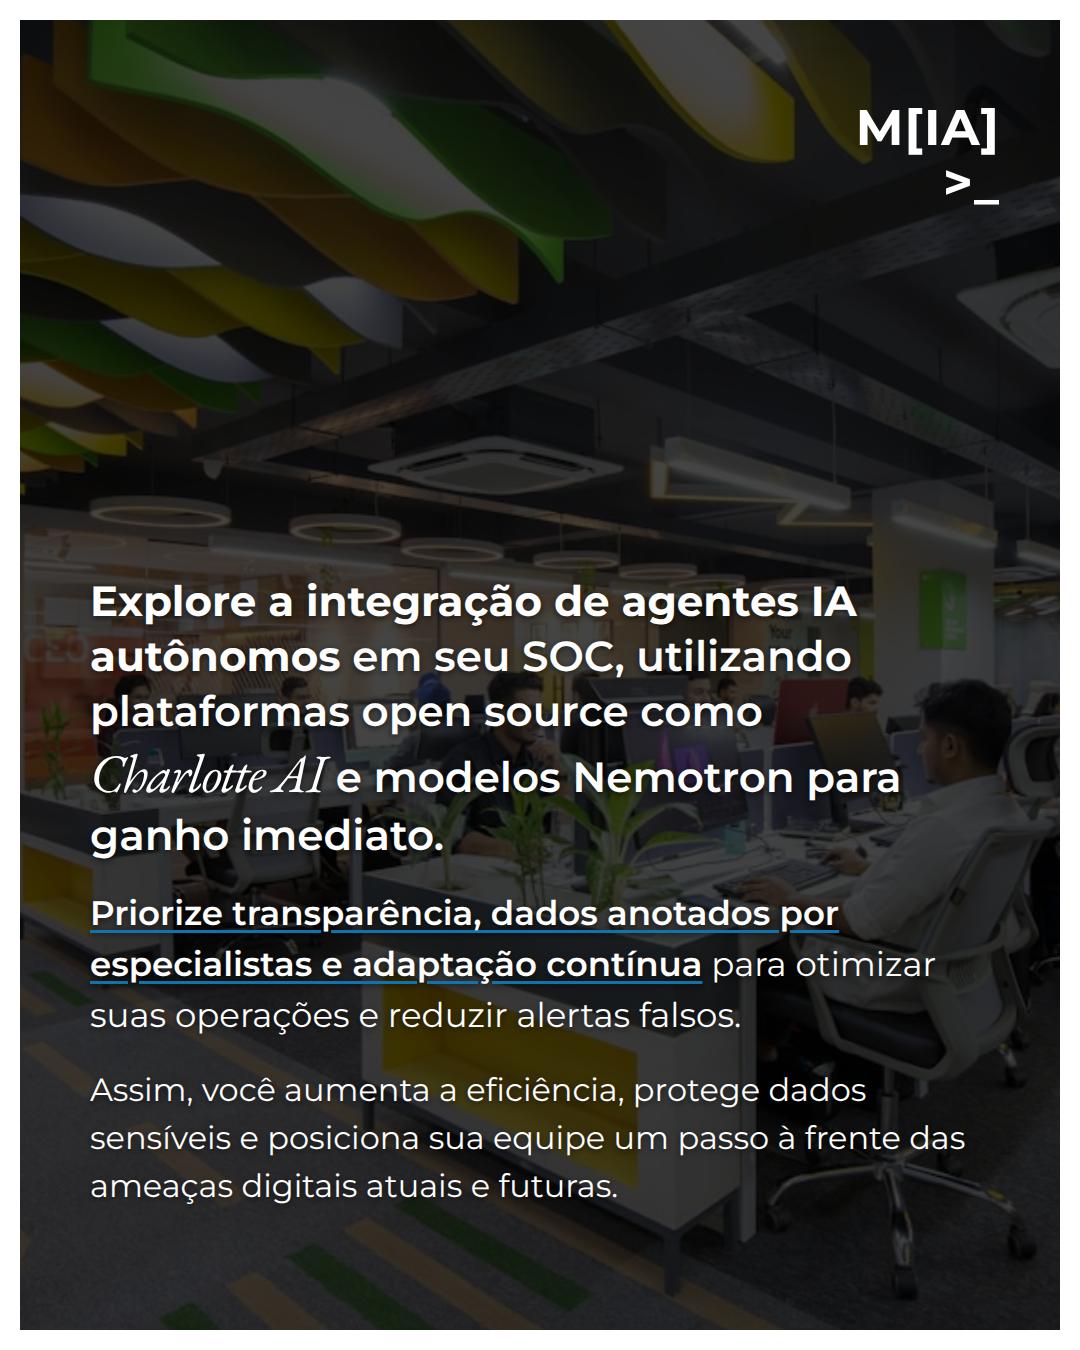 M[IA]
>_
Explore a integração de agentes IA
autônomos em seu SOC, utilizando
plataformas open source como
Charlotte AI e modelos Nemotron para
ganho imediato.
Priorize transparência, dados anotados por
especialistas e adaptação contínua para otimizar
suas operações e reduzir alertas falsos.
Assim, você aumenta a eficiência, protege dados
sensíveis e posiciona sua equipe um passo à frente das
ameaças digitais atuais e futuras.